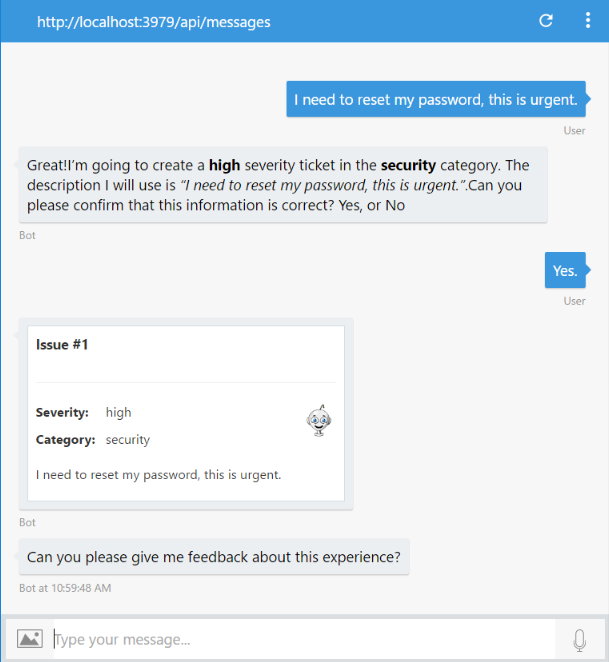 http://localhost:3979/api/messages
I need to reset my password, this is urgent.
User
Great!I'm going to create a high severity ticket in the security category. The
description I will use is “I need to reset my password, this is urgent.”.Can you
please confirm that this information is correct? Yes, or No
Bot
Yes.
User
Issue #1
Severity: high
Category: security
I need to reset my password, this is urgent.
Bot
Can you please give me feedback about this experience?
Bot at 10:59:48 AM
Type your message...